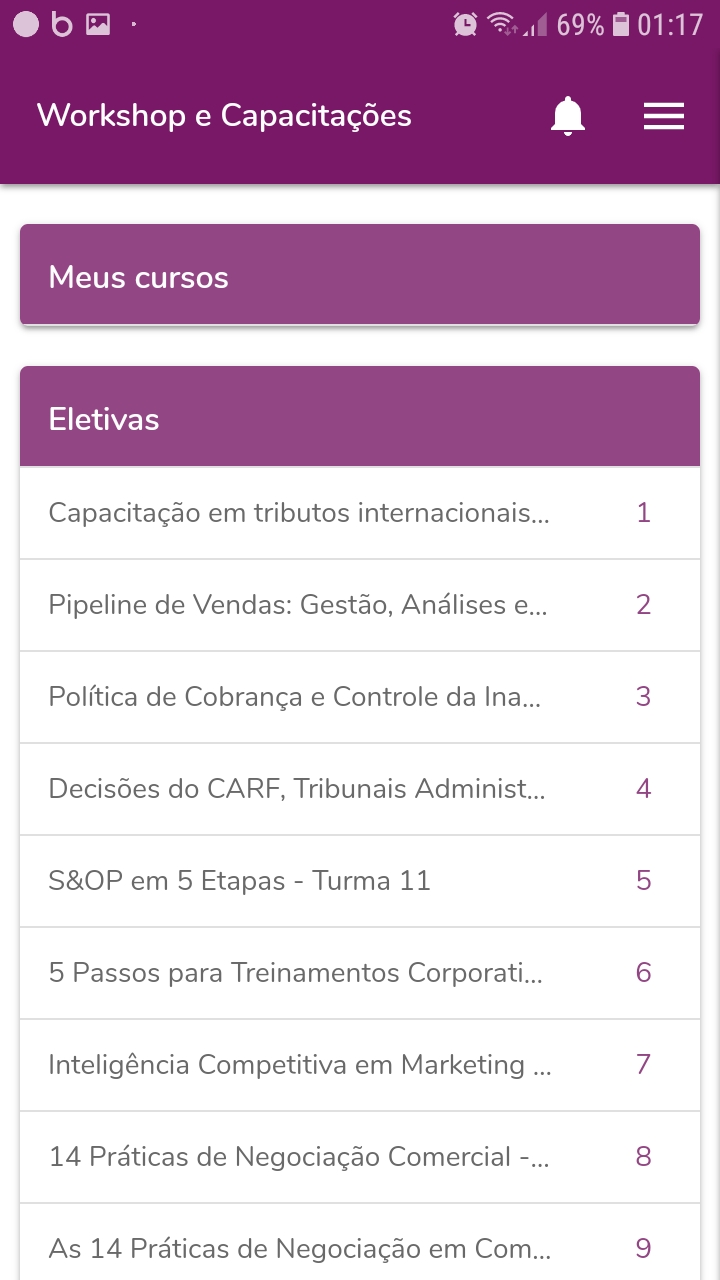 69% 01:17
Workshop e Capacitações
Meus cursos
Eletivas
Capacitação em tributos internacionais... 1
Pipeline de Vendas: Gestão, Análises e... 2
Política de Cobrança e Controle da Ina... 3
Decisões do CARF, Tribunais Administ... 4
S&OP em 5 Etapas - Turma 11 5
5 Passos para Treinamentos Corporati... 6
Inteligência Competitiva em Marketing ... 7
14 Práticas de Negociação Comercial -... 8
As 14 Práticas de Negociação em Com... 9